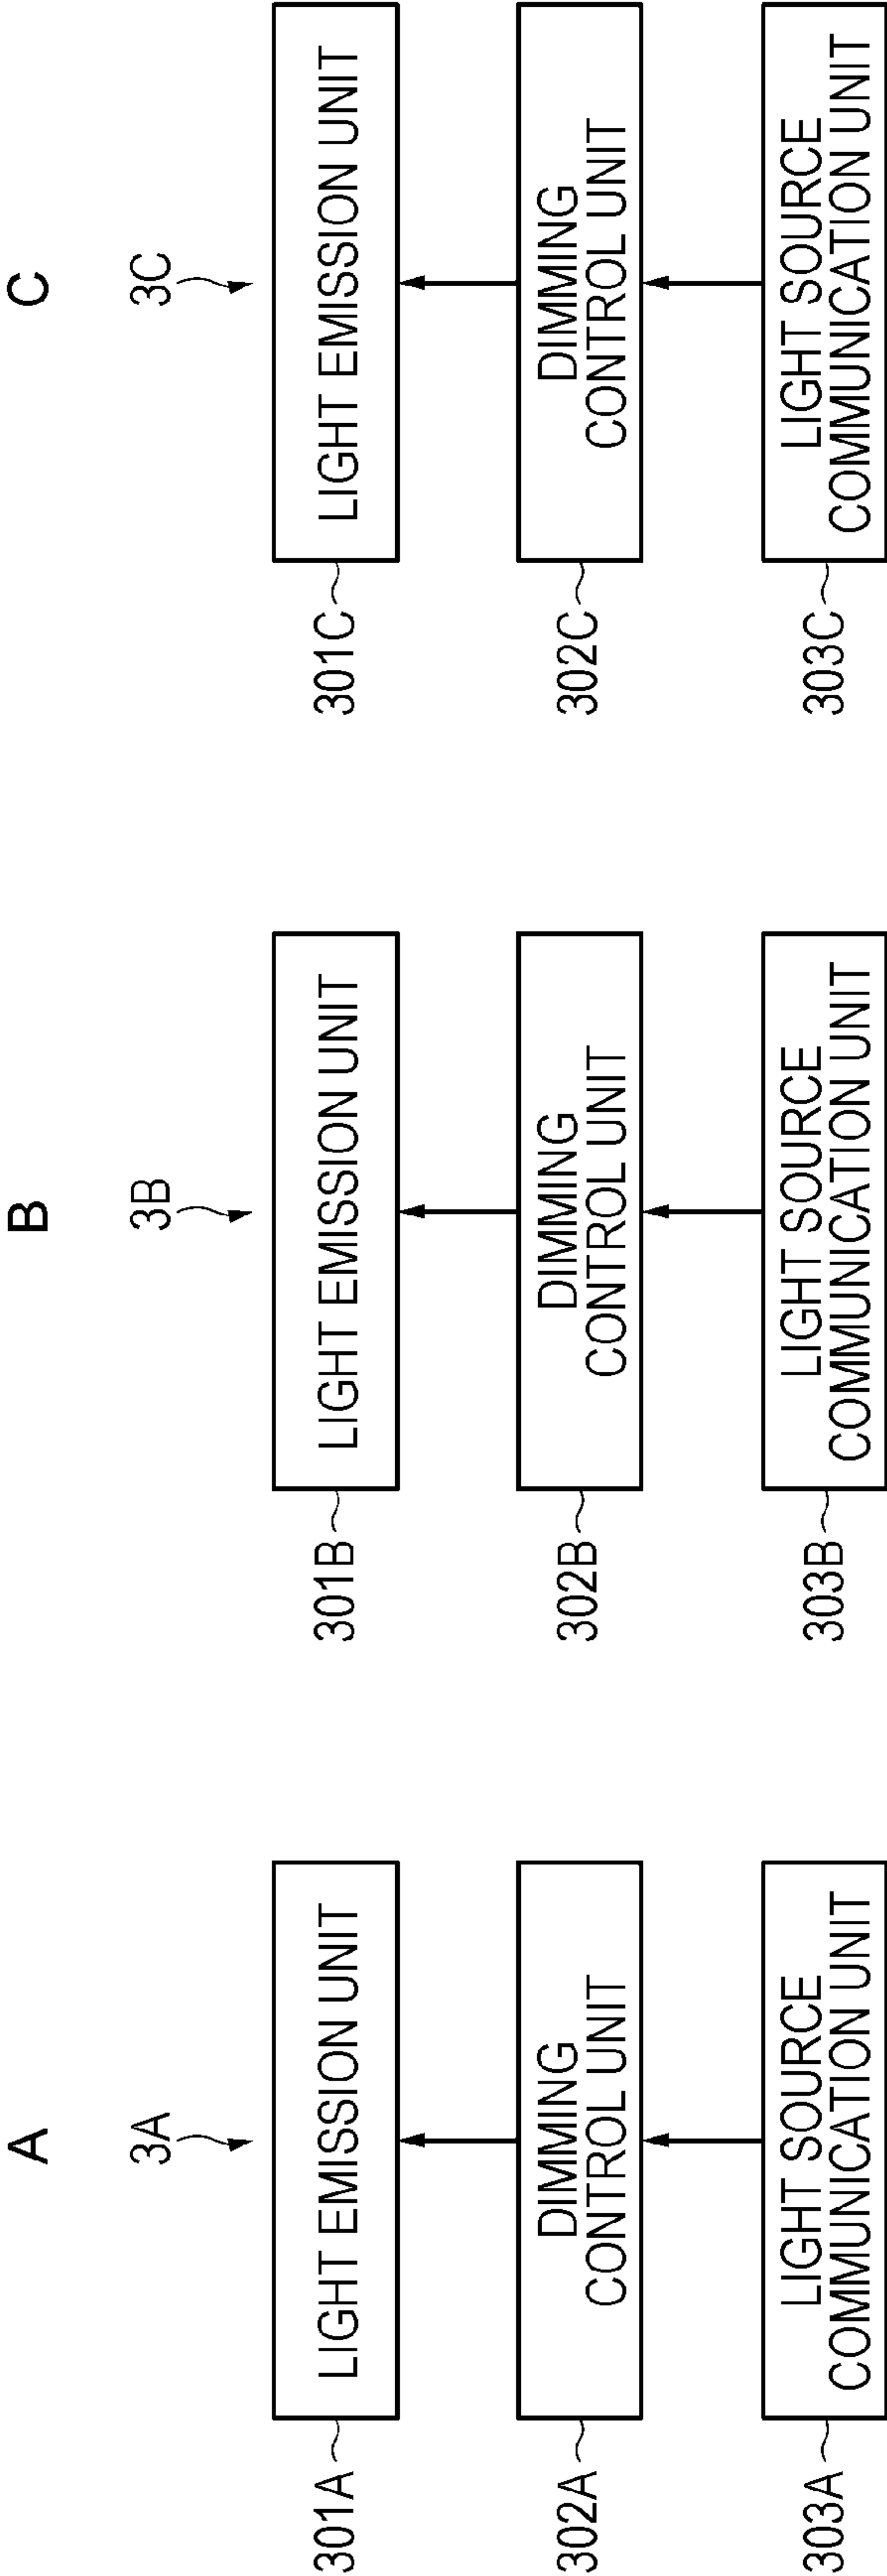 A
3A
301A
LIGHT EMISSION UNIT
302A
DIMMING
CONTROL UNIT
303A
LIGHT SOURCE
COMMUNICATION UNIT
B
3B
301B
LIGHT EMISSION UNIT
302B
DIMMING
CONTROL UNIT
303B
LIGHT SOURCE
COMMUNICATION UNIT
C
3C
301C
LIGHT EMISSION UNIT
302C
DIMMING
CONTROL UNIT
303C
LIGHT SOURCE
COMMUNICATION UNIT